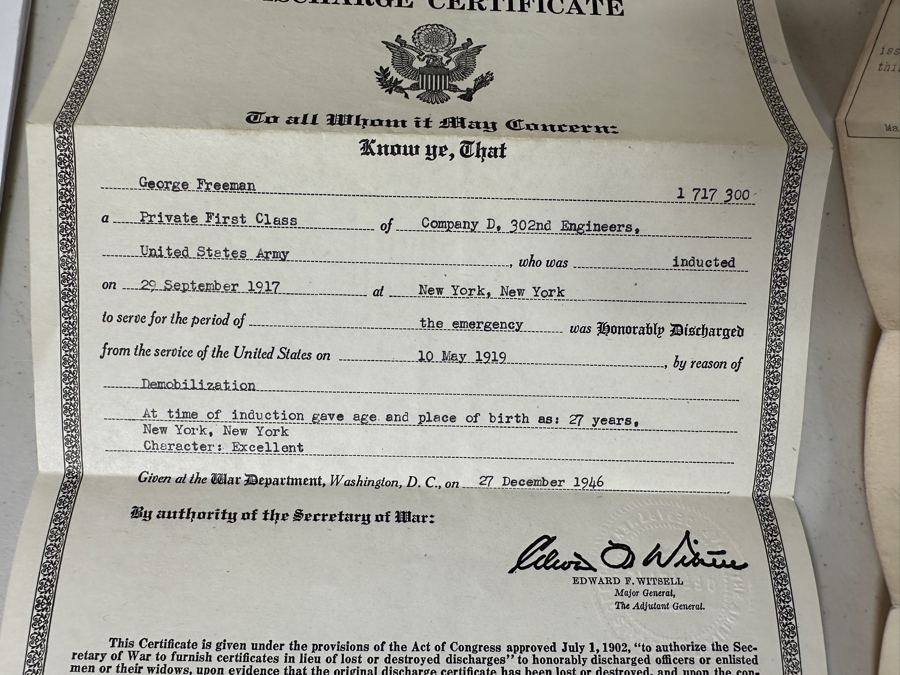 CERTIFICATE
To all Whom it May Concern:
Know ye, That
George Freeman 1 717 300
a Private First Class of Company D, 302nd Engineers,
United States Army, who was inducted
on 29 September 1917 at New York, New York
to serve for the period of the emergency was Honorably Discharged
from the service of the United States on 10 May 1919, by reason of
Demobilization
At time of induction gave age and place of birth as: 27 years,
New York, New York
Character: Excellent
Given at the War Department, Washington, D. C., on 27 December 1946
By authority of the Secretary of War:
EDWARD F. WITSELL
Major General,
The Adjutant General.
This Certificate is given under the provisions of the Act of Congress approved July 1, 1902, "to authorize the Sec-
retary of War to furnish certificates in lieu of lost or destroyed discharges" to honorably discharged officers or enlisted
men or their widows, upon evidence that the original discharge certificate has been lost or destroyed, and upon the con-